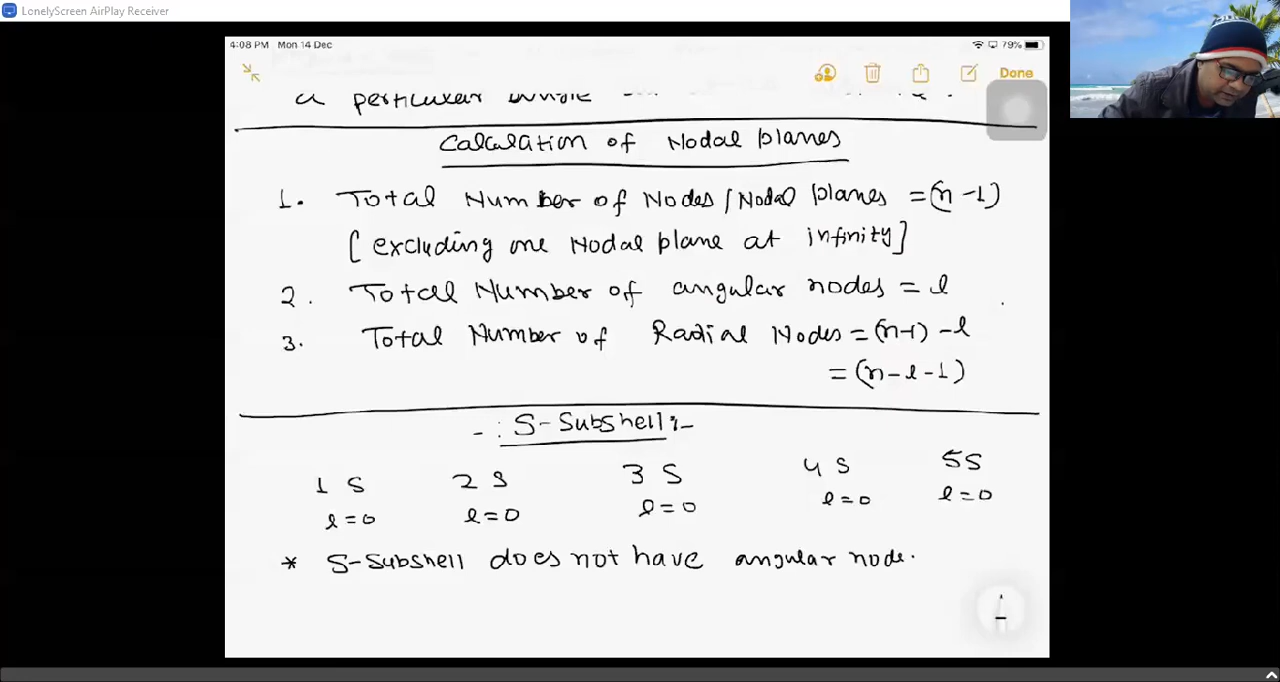 LonelyScreen AirPlay Receiver
4:08 PM Mon 14 Dec
79%
Done
a perticular
Calculation of Nodal planes
1. Total Number of Nodes/Nodal planes = (n-1)
[excluding one Nodal plane at infinity]
2. Total Number of angular nodes = l
3. Total Number of Radial Nodes = (n-1) - l
= (n-l-1)
-: S-Subshell:-
1 S 2 S 3 S 4 S 5S
l=0 l=0 l=0 l=0 l=0
* S-Subshell does not have angular node.